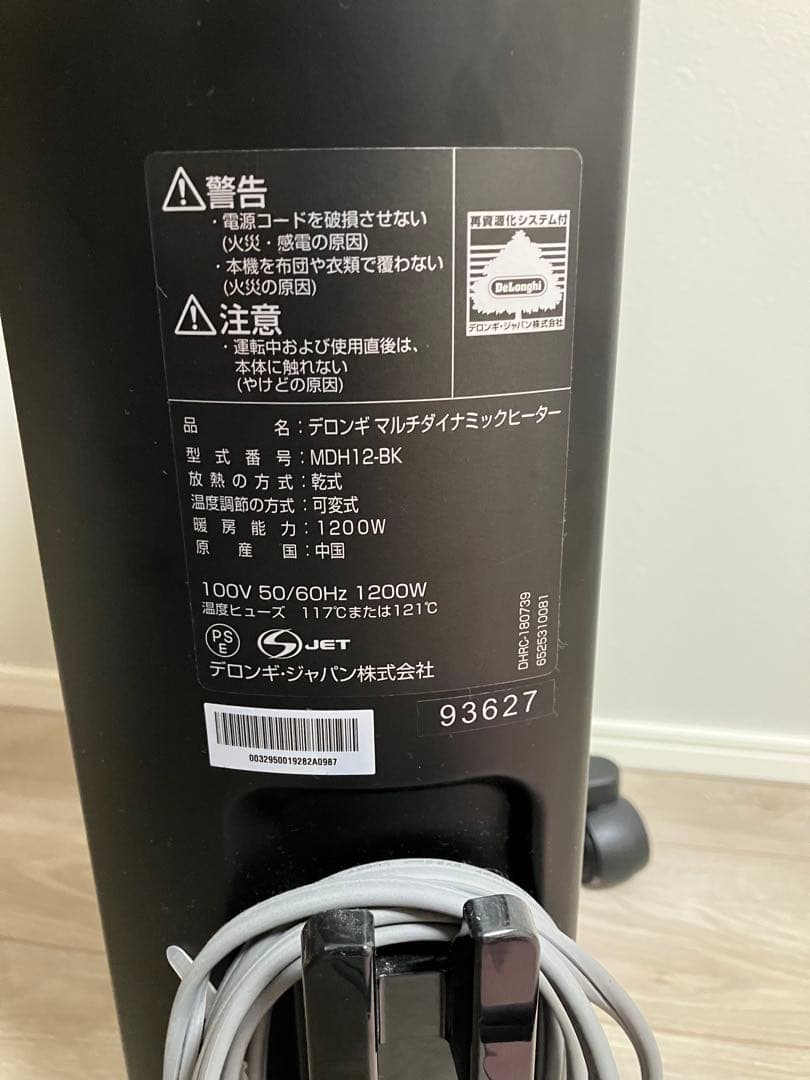 警告
・電源コードを破損させない
(火災・感電の原因)
・本機を布団や衣類で覆わない
(火災の原因)
注意
・運転中および使用直後は、
本体に触れない
(やけどの原因)
再資源化システム付
DeLonghi
デロンギ・ジャパン株式会社
品名：デロンギ マルチダイナミックヒーター
型式番号：MDH12-BK
放熱の方式：乾式
温度調節の方式：可変式
暖房能力：1200W
原産国：中国
100V 50/60Hz 1200W
温度ヒューズ 117℃または121℃
PS
E
JET
デロンギ・ジャパン株式会社
DHRC-180739
6525310081
93627
0032950019282A0987